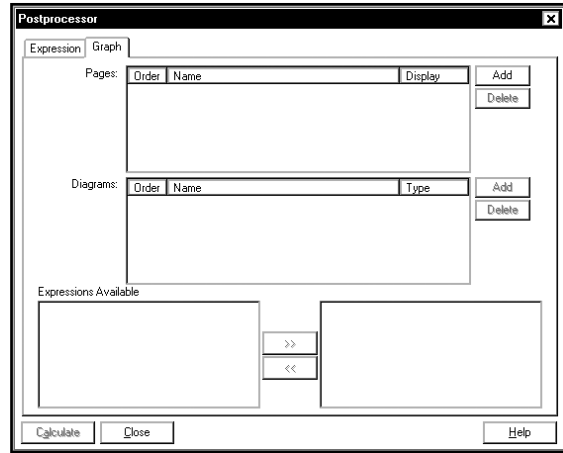 Postprocessor
Expression Graph
Pages: Order Name Display Add
Delete
Diagrams: Order Name Type Add
Delete
Expressions Available
>>
<<
Calculate Close Help